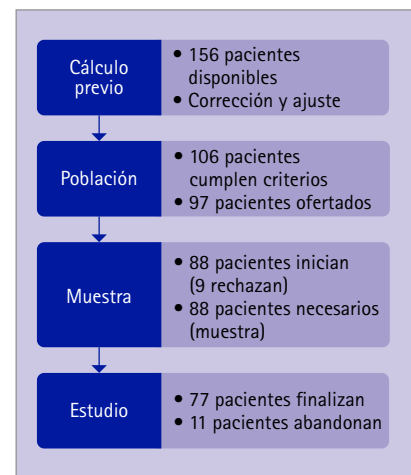 Cálculo
previo
• 156 pacientes
disponibles
• Corrección y ajuste
Población
• 106 pacientes
cumplen criterios
• 97 pacientes ofertados
Muestra
• 88 pacientes inician
(9 rechazan)
• 88 pacientes necesarios
(muestra)
Estudio
• 77 pacientes finalizan
• 11 pacientes abandonan